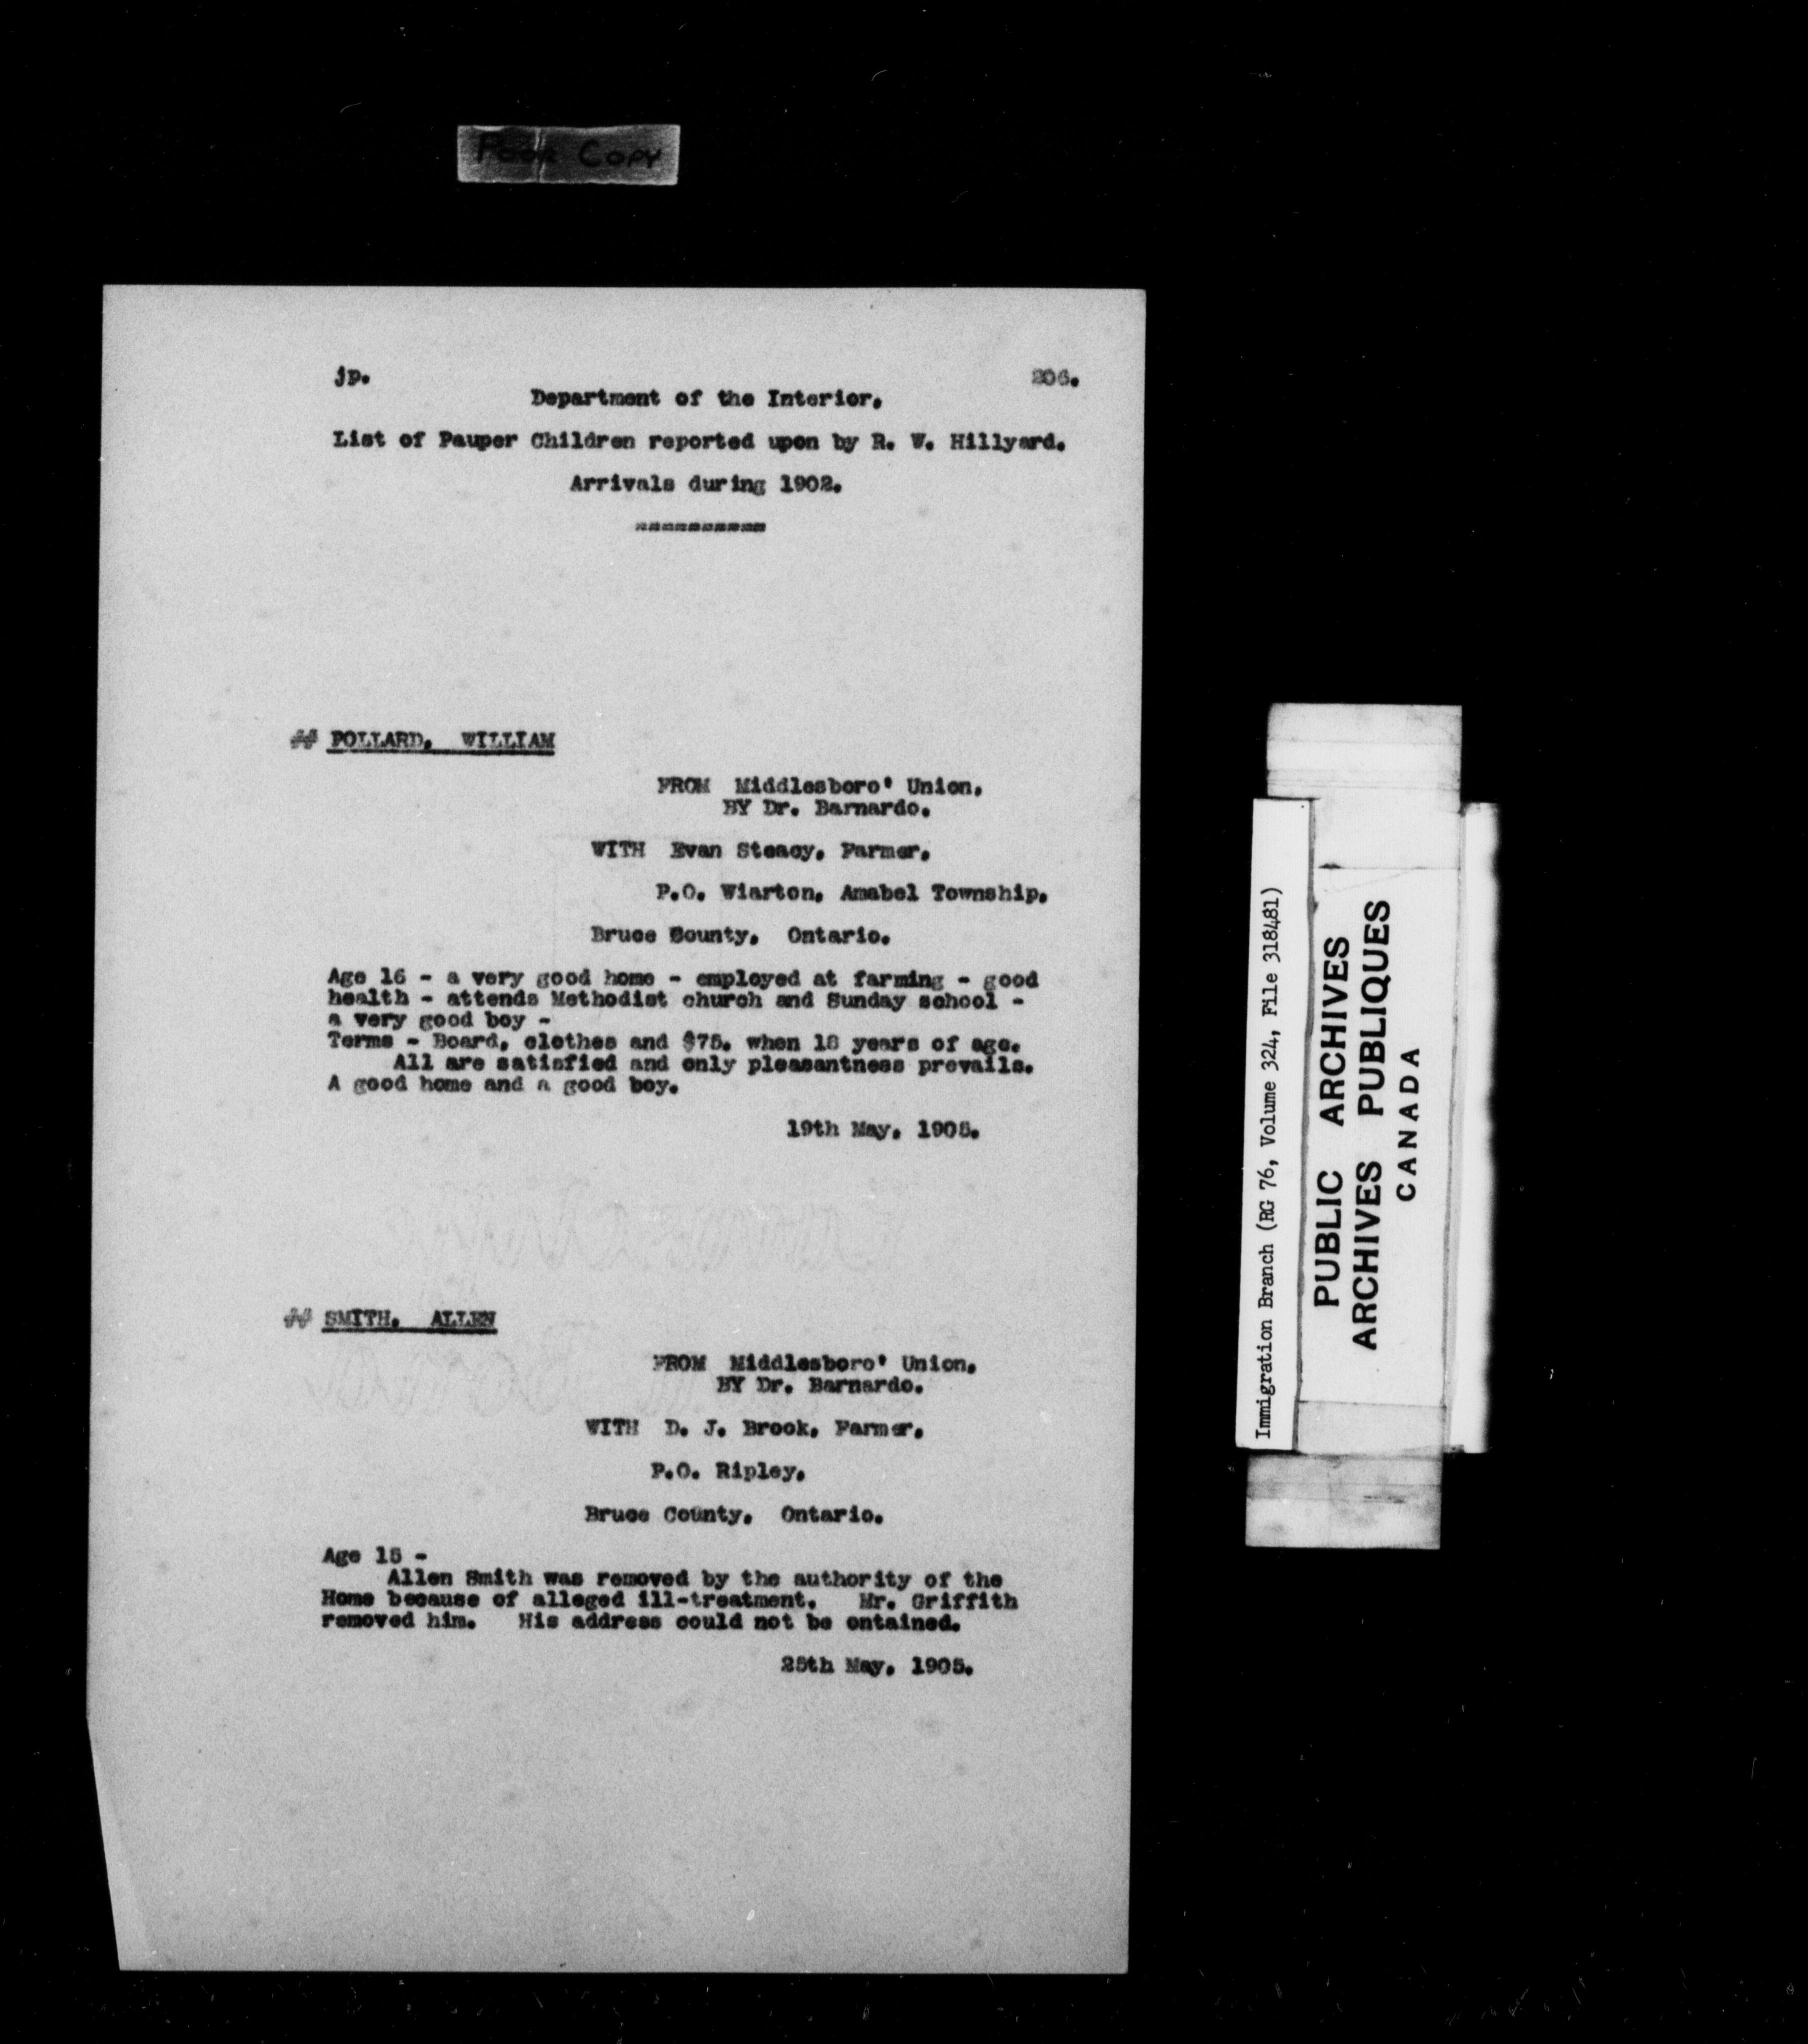 Poor Copy
jp.
206.
Department of the Interior.
List of Pauper Children reported upon by R. W. Hillyard.
Arrivals during 1902.
==========
## POLLARD, WILLIAM
FROM Middlesboro' Union,
BY Dr. Barnardo.
WITH Evan Steacy, Farmer,
P.O. Wiarton, Amabel Township,
Bruce County, Ontario.
Age 16 - a very good home - employed at farming - good
health - attends Methodist church and Sunday school -
a very good boy -
Terms - Board, clothes and $75. when 18 years of age.
All are satisfied and only pleasantness prevails.
A good home and a good boy.
19th May, 1905.
## SMITH, ALLEN
FROM Middlesboro' Union,
BY Dr. Barnardo.
WITH D. J. Brook, Farmer,
P.O. Ripley,
Bruce County, Ontario.
Age 15 -
Allen Smith was removed by the authority of the
Home because of alleged ill-treatment. Mr. Griffith
removed him. His address could not be ontained.
25th May, 1905.
Immigration Branch (RG 76, Volume 324, File 318481)
PUBLIC ARCHIVES
ARCHIVES PUBLIQUES
CANADA